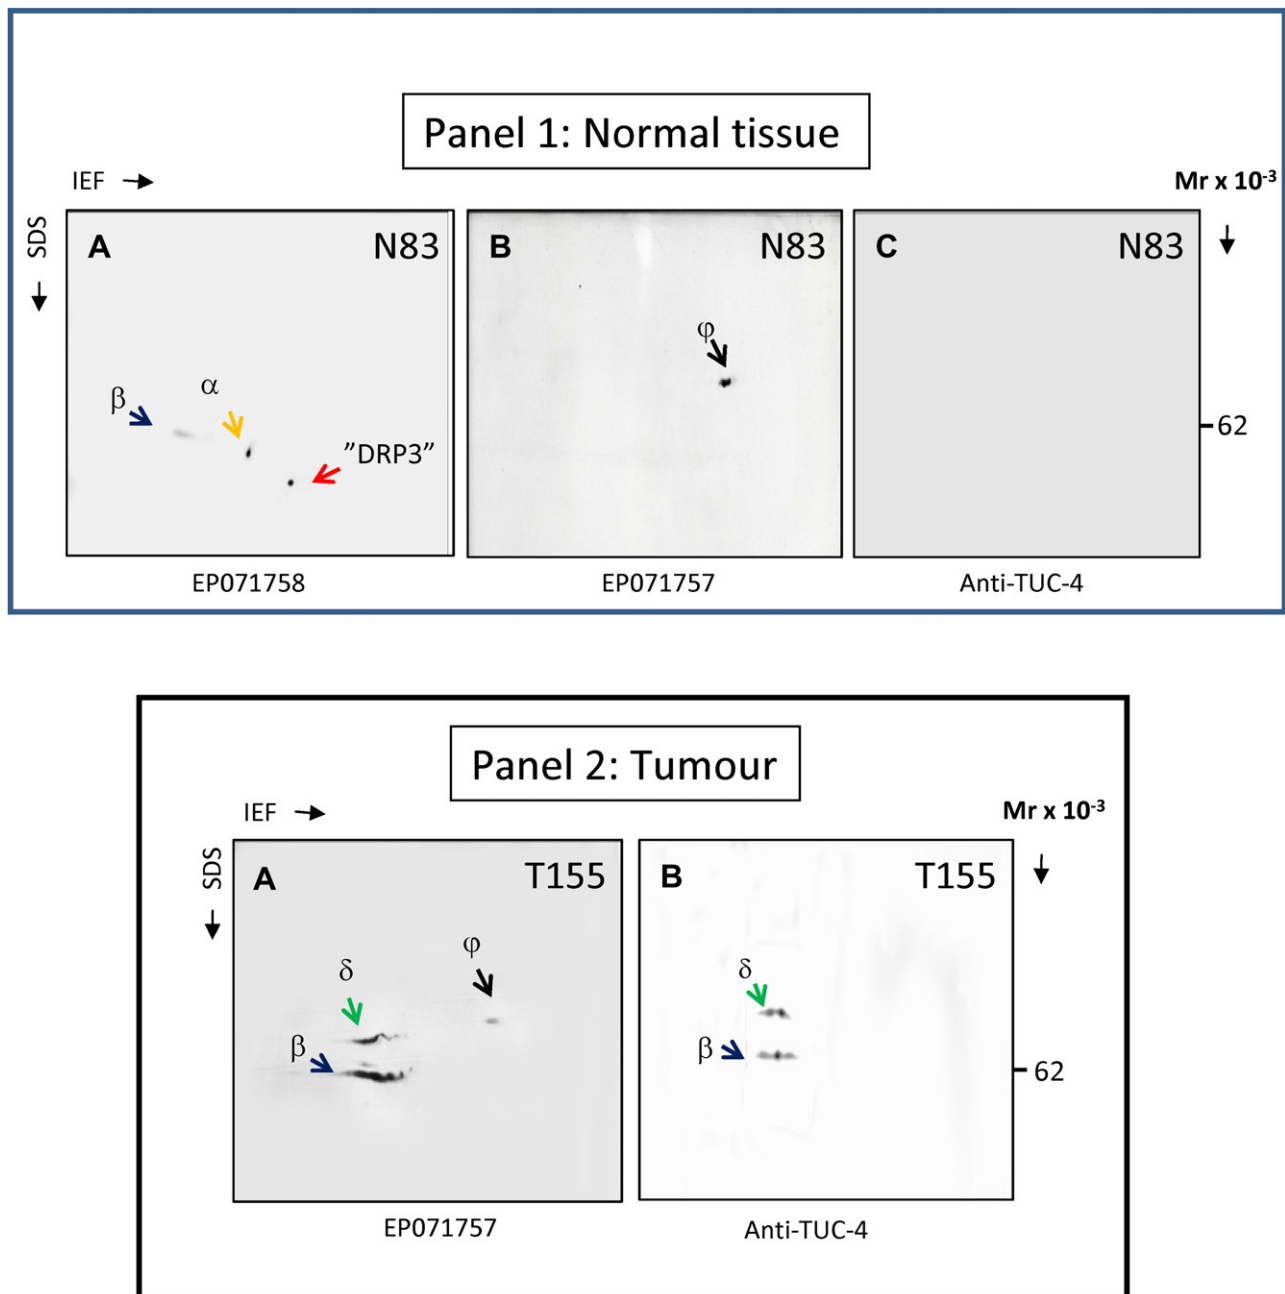 Panel 1: Normal tissue
IEF
Mr x 10-3
SDS
A
N83
B
N83
C
N83
φ
β
α
62
”DRP3”
EP071758
EP071757
Anti-TUC-4
Panel 2: Tumour
IEF
Mr x 10-3
SDS
A
T155
B
T155
φ
δ
δ
β
β
62
EP071757
Anti-TUC-4